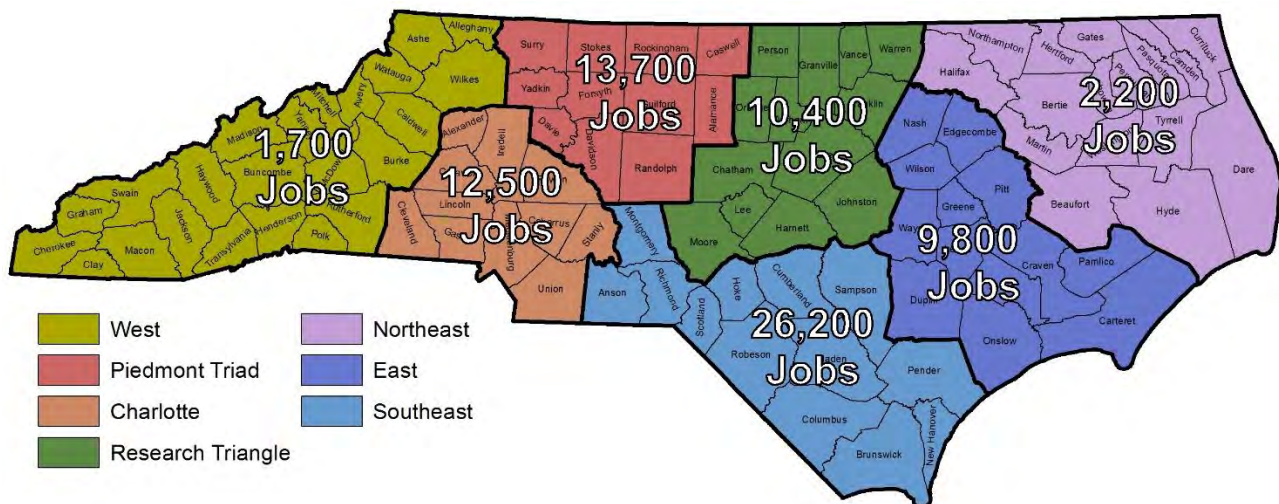 Alleghany
Ashe
Surry
Stokes
Rockingham
Caswell
Person
Granville
Vance
Warren
Northampton
Gates
Hertford
Currituck
Camden
Pasquotank
Halifax
Watauga
Wilkes
Yadkin
Forsyth
Guilford
Alamance
13,700
Jobs
Avery
Mitchell
Caldwell
Madison
Alexander
Iredell
Davie
Davidson
Randolph
10,400
Jobs
Chatham
Nash
Edgecombe
Wilson
Bertie
Martin
Tyrrell
Dare
2,200
Jobs
Burke
Buncombe
Haywood
Swain
Graham
Jackson
Rutherford
1,700
Jobs
12,500
Jobs
Lincoln
Cleveland
Stanly
Cherokee
Clay
Macon
Transylvania
Henderson
Polk
Union
Montgomery
Lee
Moore
Harnett
Johnston
Pitt
Greene
Beaufort
Hyde
9,800
Jobs
Craven
Pamlico
Duplin
Onslow
Carteret
Anson
Richmond
Scotland
Hoke
Cumberland
Sampson
26,200
Jobs
Robeson
Pender
Columbus
Brunswick
New Hanover
West
Northeast
Piedmont Triad
East
Charlotte
Southeast
Research Triangle